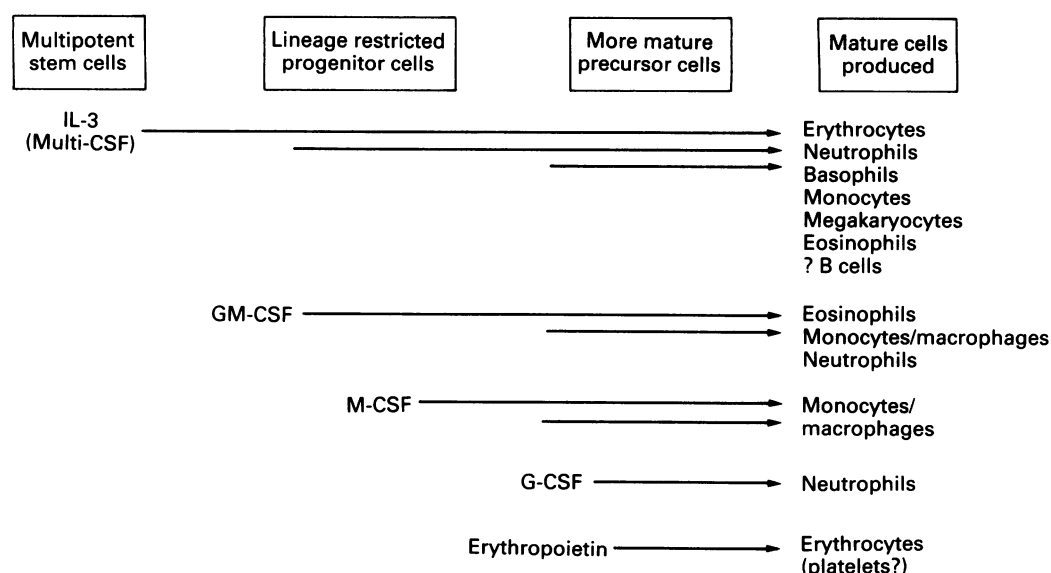 Multipotent
stem cells
Lineage restricted
progenitor cells
More mature
precursor cells
Mature cells
produced
IL-3
(Multi-CSF)
Erythrocytes
Neutrophils
Basophils
Monocytes
Megakaryocytes
Eosinophils
? B cells
GM-CSF
Eosinophils
Monocytes/macrophages
Neutrophils
M-CSF
Monocytes/
macrophages
G-CSF
Neutrophils
Erythropoietin
Erythrocytes
(platelets?)